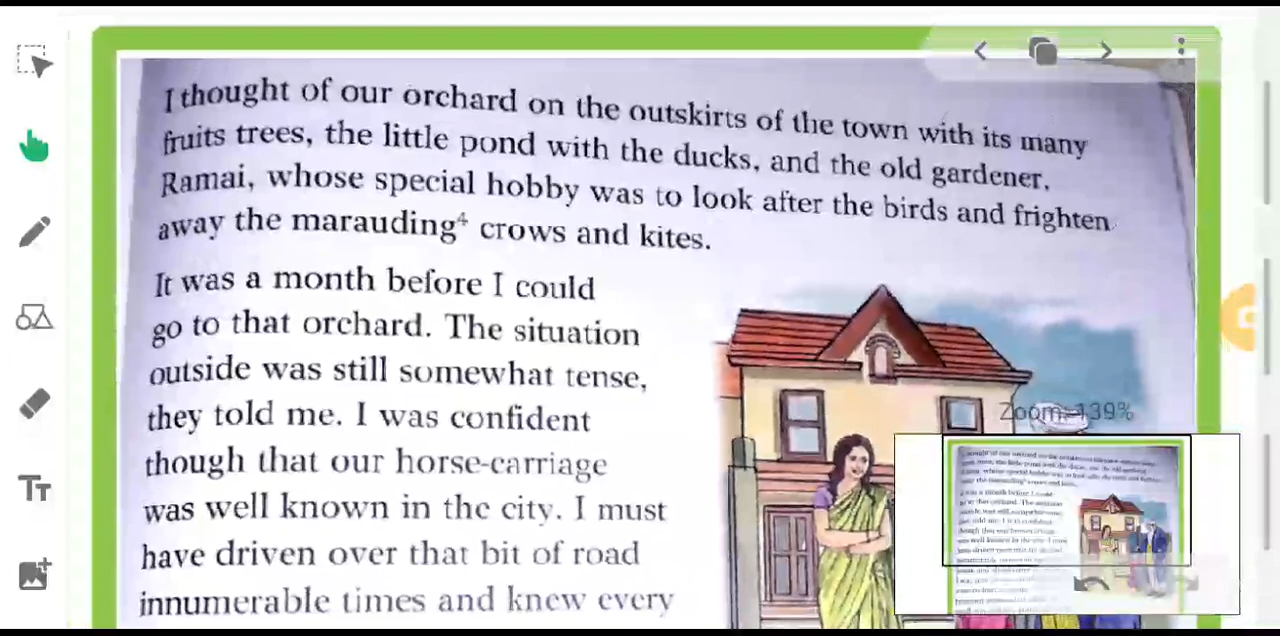 I thought of our orchard on the outskirts of the town with its many
fruits trees, the little pond with the ducks, and the old gardener,
Ramai, whose special hobby was to look after the birds and frighten
away the marauding⁴ crows and kites.
It was a month before I could
go to that orchard. The situation
outside was still somewhat tense,
they told me. I was confident
though that our horse-carriage
was well known in the city. I must
have driven over that bit of road
innumerable times and knew every
Zoom: 139%
TT